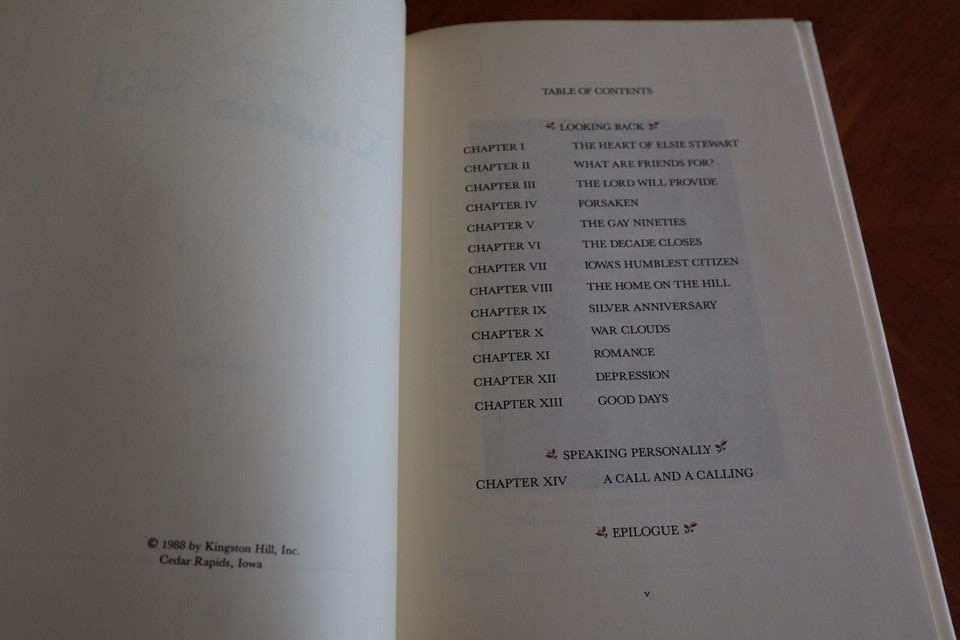 Kingston Hill
© 1988 by Kingston Hill, Inc.
Cedar Rapids, Iowa
TABLE OF CONTENTS
LOOKING BACK
CHAPTER I THE HEART OF ELSIE STEWART
CHAPTER II WHAT ARE FRIENDS FOR?
CHAPTER III THE LORD WILL PROVIDE
CHAPTER IV FORSAKEN
CHAPTER V THE GAY NINETIES
CHAPTER VI THE DECADE CLOSES
CHAPTER VII IOWA'S HUMBLEST CITIZEN
CHAPTER VIII THE HOME ON THE HILL
CHAPTER IX SILVER ANNIVERSARY
CHAPTER X WAR CLOUDS
CHAPTER XI ROMANCE
CHAPTER XII DEPRESSION
CHAPTER XIII GOOD DAYS
SPEAKING PERSONALLY
CHAPTER XIV A CALL AND A CALLING
EPILOGUE
v